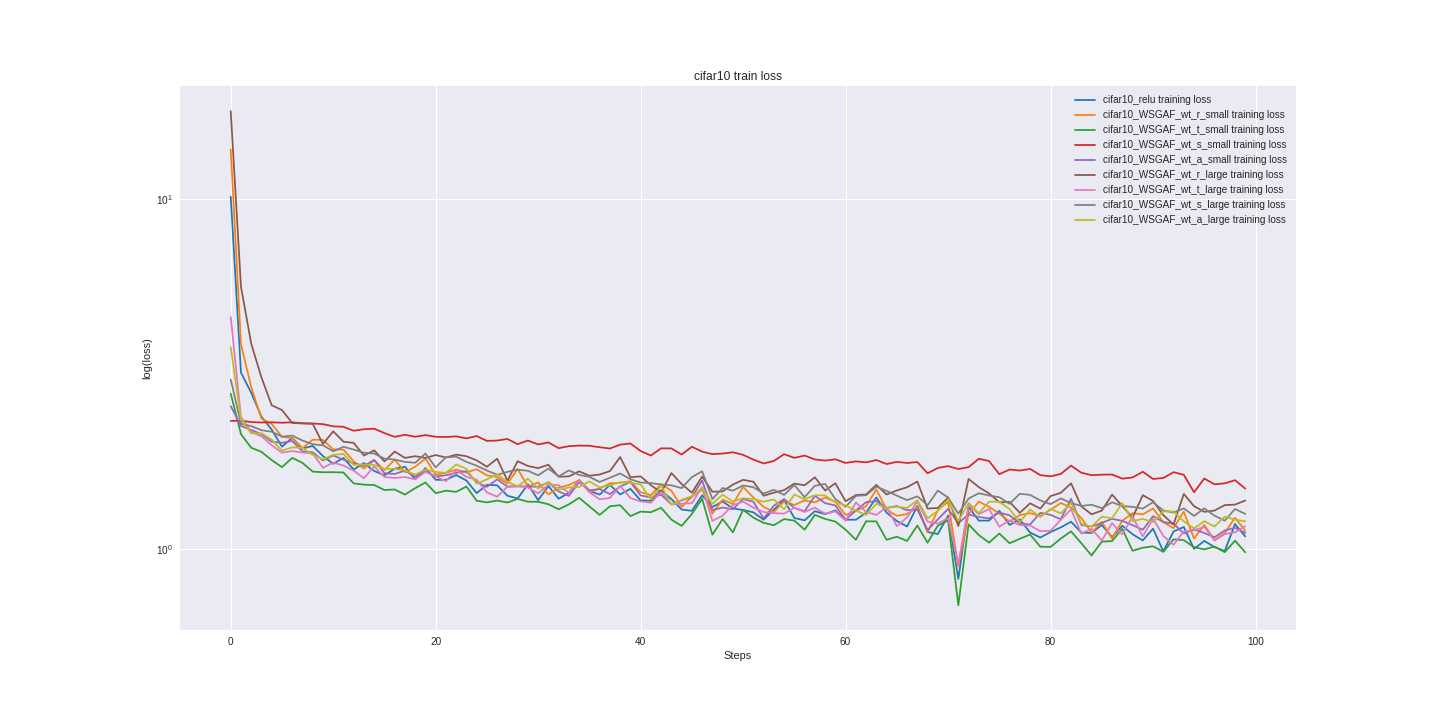 cifar10 train loss
cifar10_relu training loss
cifar10_WSGAF_wt_r_small training loss
cifar10_WSGAF_wt_t_small training loss
cifar10_WSGAF_wt_s_small training loss
cifar10_WSGAF_wt_a_small training loss
cifar10_WSGAF_wt_r_large training loss
cifar10_WSGAF_wt_t_large training loss
cifar10_WSGAF_wt_s_large training loss
cifar10_WSGAF_wt_a_large training loss
10¹
log(loss)
10⁰
0 20 40 60 80 100
Steps